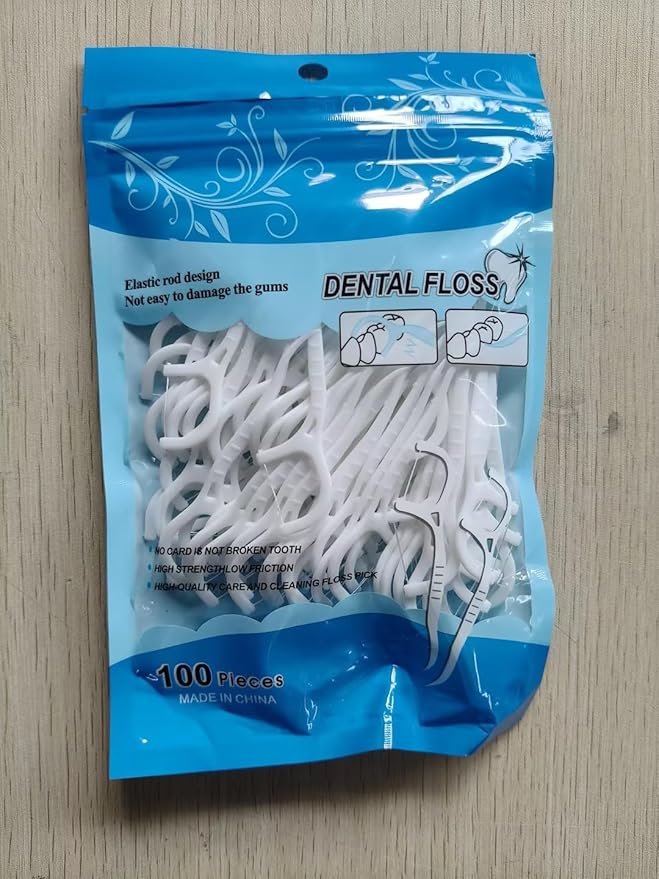 Elastic rod design
Not easy to damage the gums
DENTAL FLOSS
NO CARD IS NOT BROKEN TOOTH
HIGH STRENGTHLOW FRICTION
HIGH-QUALITY CARE AND CLEANING FLOSS PICK
100 Pieces
MADE IN CHINA